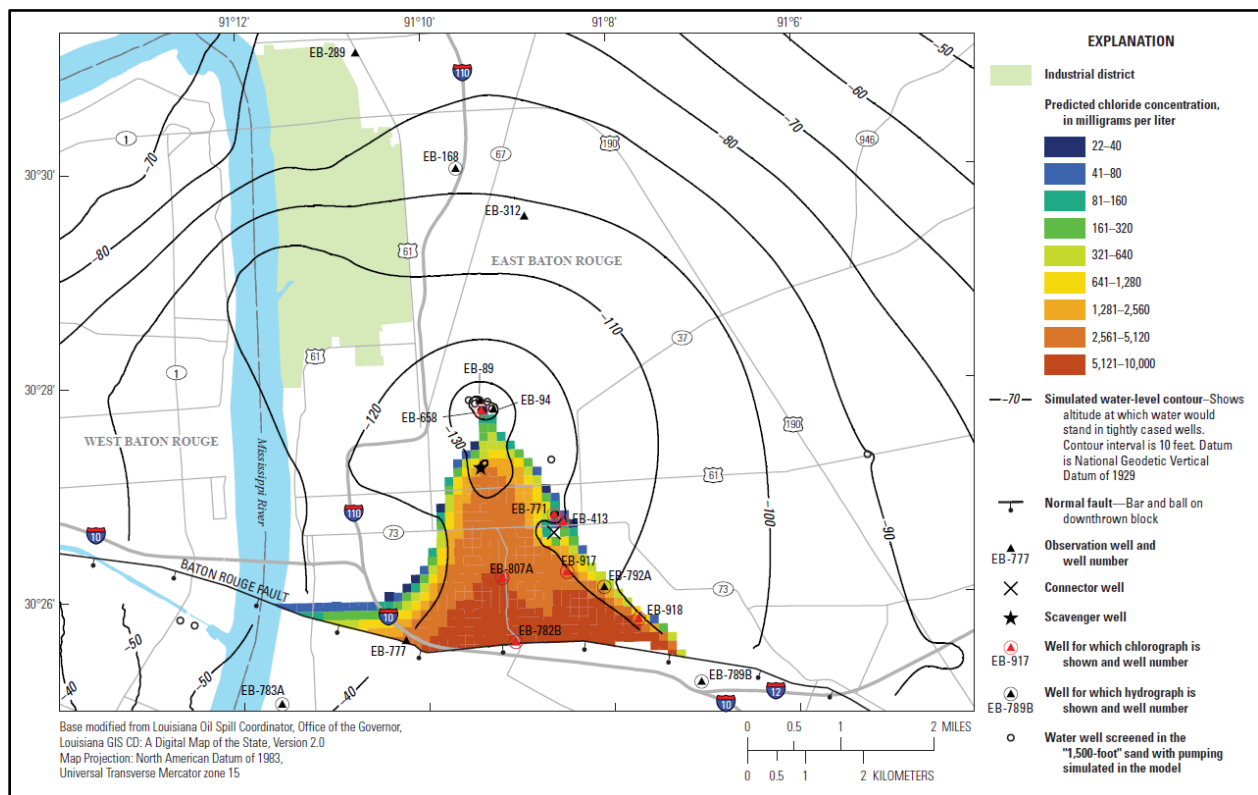 91°12'
91°10'
91°8'
91°6'
30°30'
30°28'
30°26'
EB-289
110
1
–70
–50
–60
–70
–80
190
946
EB-168
67
EB-312
–80
61
EAST BATON ROUGE
–110
37
61
1
EB-89
EB-94
EB-658
–120
–130
190
WEST BATON ROUGE
Mississippi River
61
110
73
EB-771
EB-413
–100
–90
10
BATON ROUGE FAULT
EB-917
EB-807A
EB-792A
73
EB-918
10
EB-777
EB-782B
–50
–50
–40
–40
EB-783A
EB-789B
12
10
Base modified from Louisiana Oil Spill Coordinator, Office of the Governor,
Louisiana GIS CD: A Digital Map of the State, Version 2.0
Map Projection: North American Datum of 1983,
Universal Transverse Mercator zone 15
0 0.5 1 2 MILES
0 0.5 1 2 KILOMETERS
EXPLANATION
Industrial district
Predicted chloride concentration,
in milligrams per liter
22–40
41–80
81–160
161–320
321–640
641–1,280
1,281–2,560
2,561–5,120
5,121–10,000
–70 Simulated water-level contour–Shows
altitude at which water would
stand in tightly cased wells.
Contour interval is 10 feet. Datum
is National Geodetic Vertical
Datum of 1929
Normal fault—Bar and ball on
downthrown block
Observation well and
EB-777 well number
Connector well
Scavenger well
Well for which chlorograph is
EB-917 shown and well number
Well for which hydrograph is
EB-789B shown and well number
Water well screened in the
"1,500-foot" sand with pumping
simulated in the model